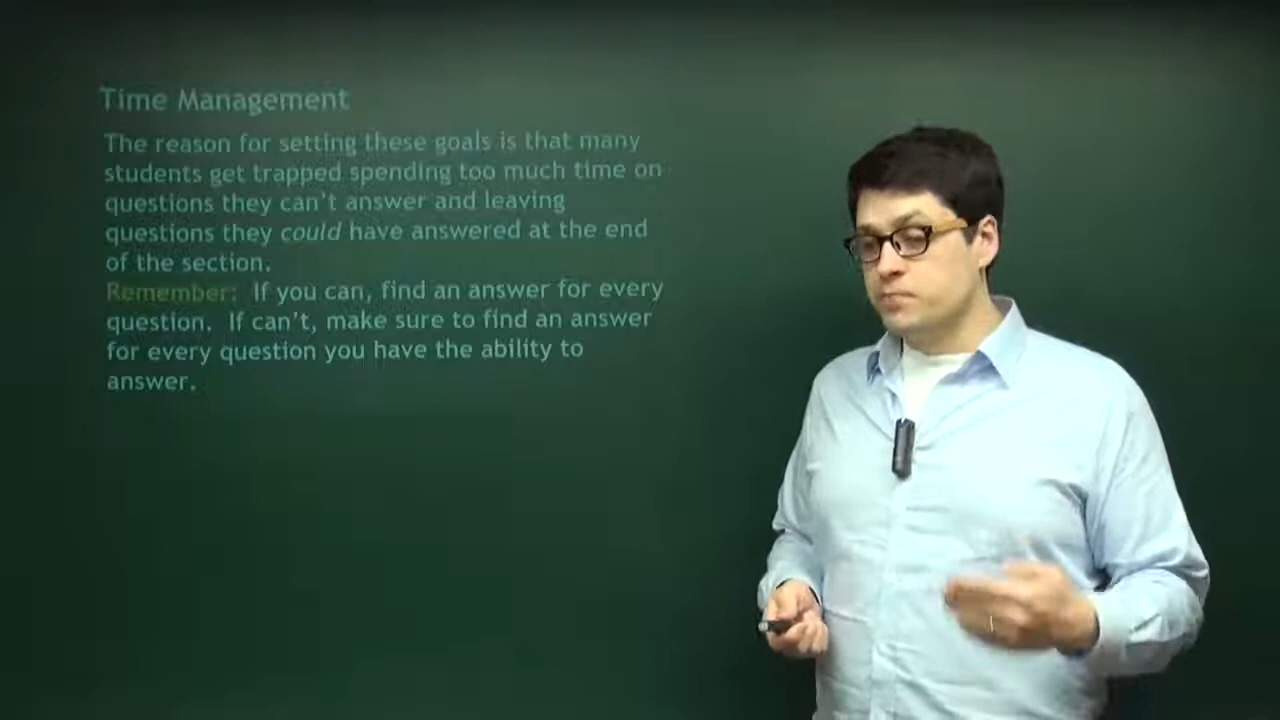 Time Management
The reason for setting these goals is that many
students get trapped spending too much time on
questions they can't answer and leaving
questions they could have answered at the end
of the section.
Remember: If you can, find an answer for every
question. If can't, make sure to find an answer
for every question you have the ability to
answer.